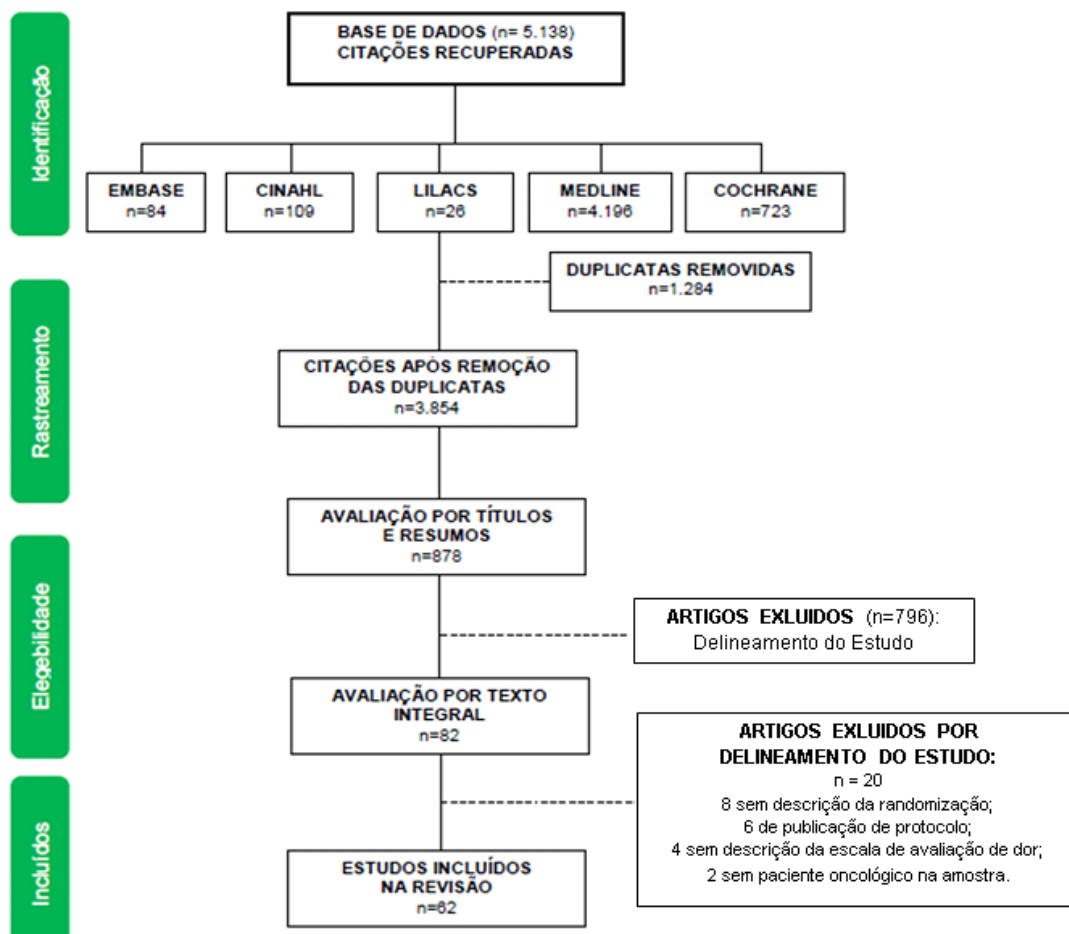 Identificação
BASE DE DADOS (n= 5.138)
CITAÇÕES RECUPERADAS
EMBASE
n=84
CINAHL
n=109
LILACS
n=26
MEDLINE
n=4.196
COCHRANE
n=723
DUPLICATAS REMOVIDAS
n=1.284
Rastreamento
CITAÇÕES APÓS REMOÇÃO
DAS DUPLICATAS
n=3.854
AVALIAÇÃO POR TÍTULOS
E RESUMOS
n=878
Elegebilidade
ARTIGOS EXLUIDOS (n=796):
Delineamento do Estudo
AVALIAÇÃO POR TEXTO
INTEGRAL
n=82
ARTIGOS EXLUIDOS POR
DELINEAMENTO DO ESTUDO:
n = 20
8 sem descrição da randomização;
6 de publicação de protocolo;
4 sem descrição da escala de avaliação de dor;
2 sem paciente oncológico na amostra.
Incluídos
ESTUDOS INCLUÍDOS
NA REVISÃO
n=62